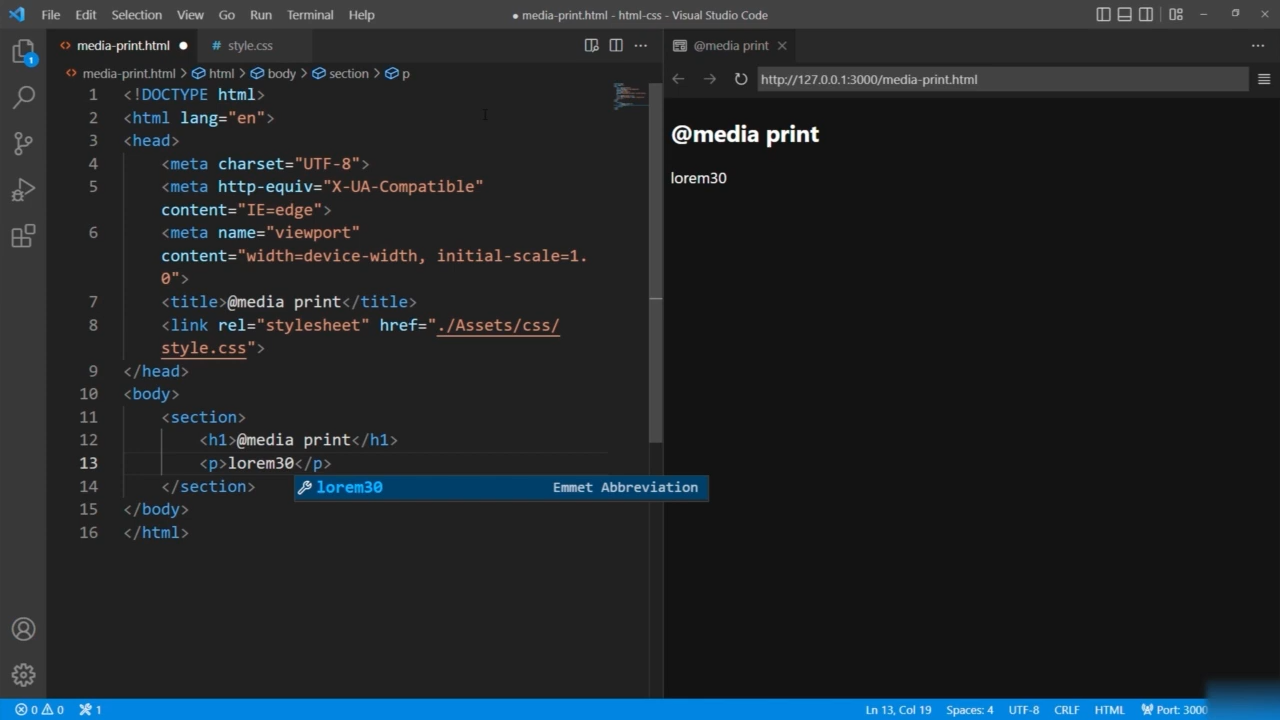 File Edit Selection View Go Run Terminal Help
● media-print.html - html-css - Visual Studio Code
media-print.html ●
# style.css
@media print
1
media-print.html > html > body > section > p
http://127.0.0.1:3000/media-print.html
1 <!DOCTYPE html>
2 <html lang="en">
3 <head>
4 <meta charset="UTF-8">
5 <meta http-equiv="X-UA-Compatible"
content="IE=edge">
6 <meta name="viewport"
content="width=device-width, initial-scale=1.
0">
7 <title>@media print</title>
8 <link rel="stylesheet" href="./Assets/css/
style.css">
9 </head>
10 <body>
11 <section>
12 <h1>@media print</h1>
13 <p>lorem30</p>
14 </section>
lorem30 Emmet Abbreviation
15 </body>
16 </html>
@media print
lorem30
0 0 1 Ln 13, Col 19 Spaces: 4 UTF-8 CRLF HTML Port: 3000